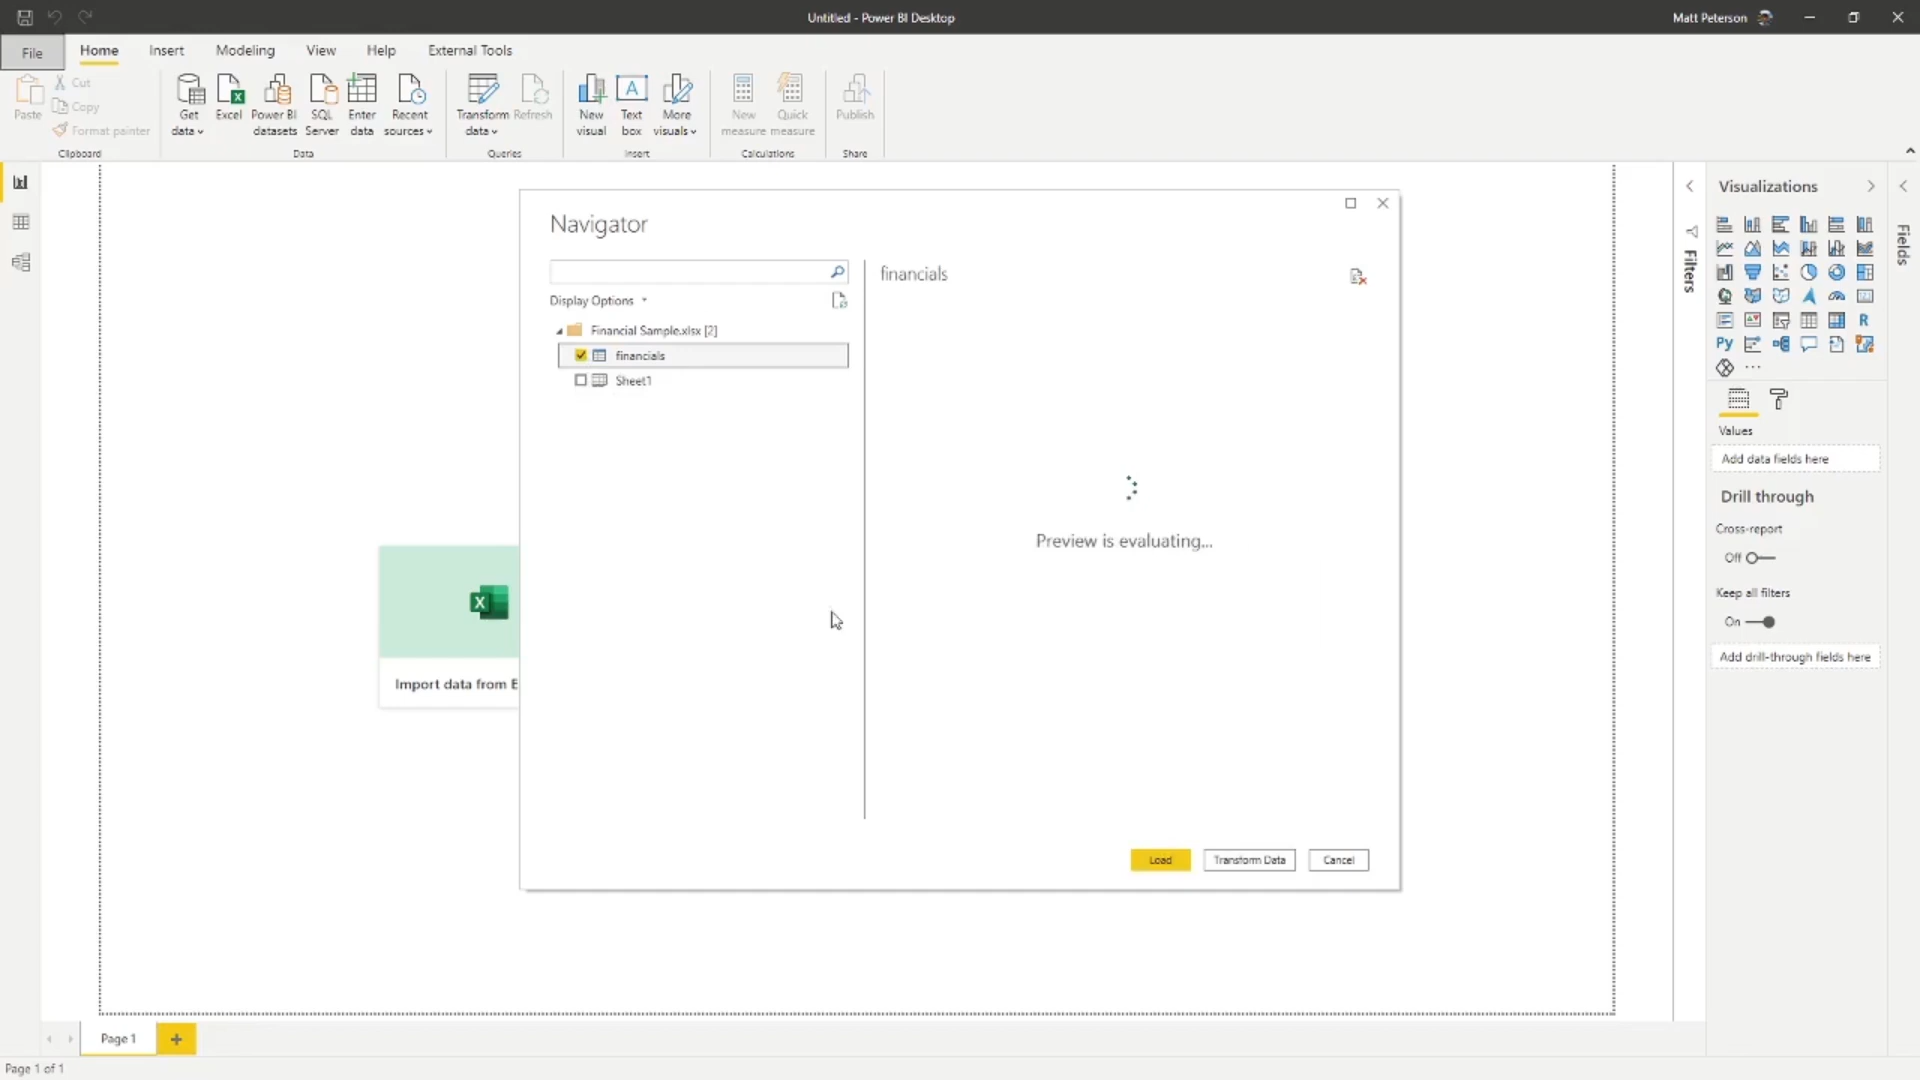 Untitled - Power BI Desktop
Matt Peterson
File
Home
Insert
Modeling
View
Help
External Tools
Paste
Cut
Copy
Format painter
Clipboard
Get data
Excel
Power BI datasets
SQL Server
Enter data
Recent sources
Data
Transform data
Refresh
Queries
New visual
Text box
More visuals
Insert
New measure
Quick measure
Calculations
Publish
Share
Navigator
Display Options
Financial Sample.xlsx [2]
financials
Sheet1
financials
Preview is evaluating...
Load
Transform Data
Cancel
Import data from E
Filters
Visualizations
R
Py
Values
Add data fields here
Drill through
Cross-report
Off
Keep all filters
On
Add drill-through fields here
Fields
Page 1
Page 1 of 1